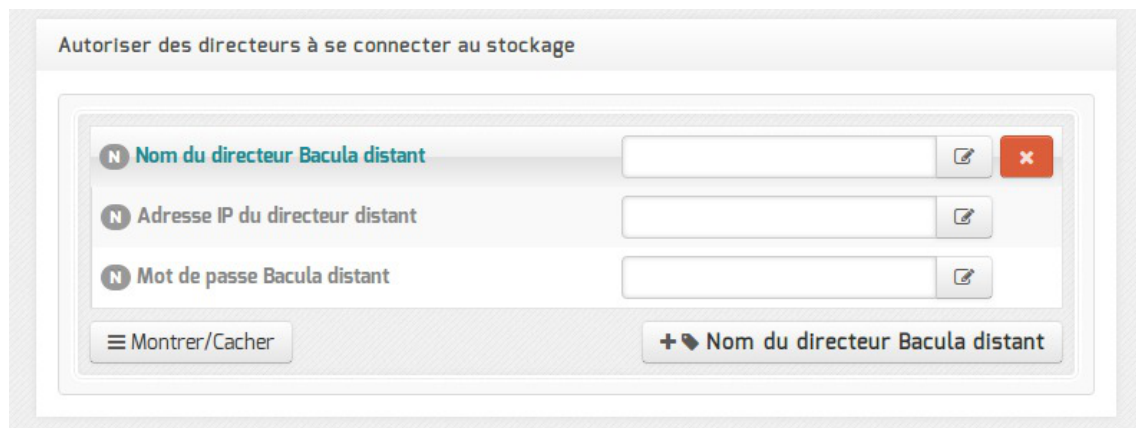 Autoriser des directeurs à se connecter au stockage
N Nom du directeur Bacula distant
N Adresse IP du directeur distant
N Mot de passe Bacula distant
Montrer/Cacher
Nom du directeur Bacula distant